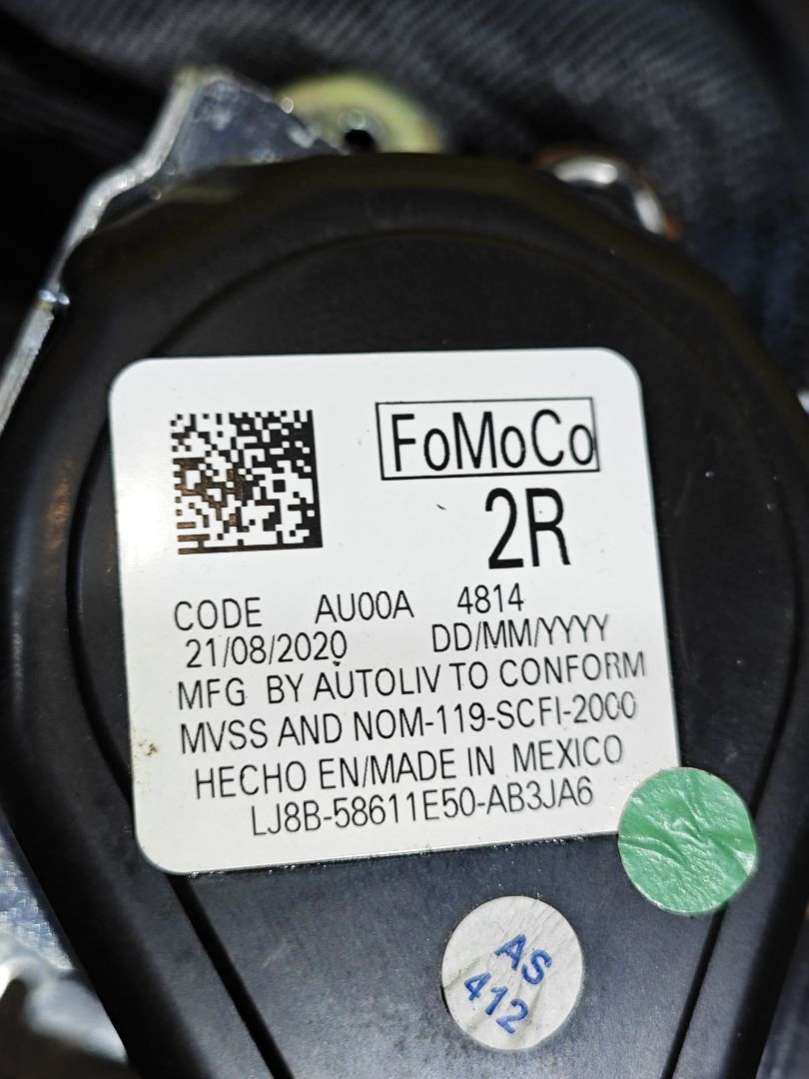 FoMoCo
2R
CODE AU00A 4814
21/08/2020 DD/MM/YYYY
MFG BY AUTOLIV TO CONFORM
MVSS AND NOM-119-SCFI-2000
HECHO EN/MADE IN MEXICO
LJ8B-58611E50-AB3JA6
AS
412